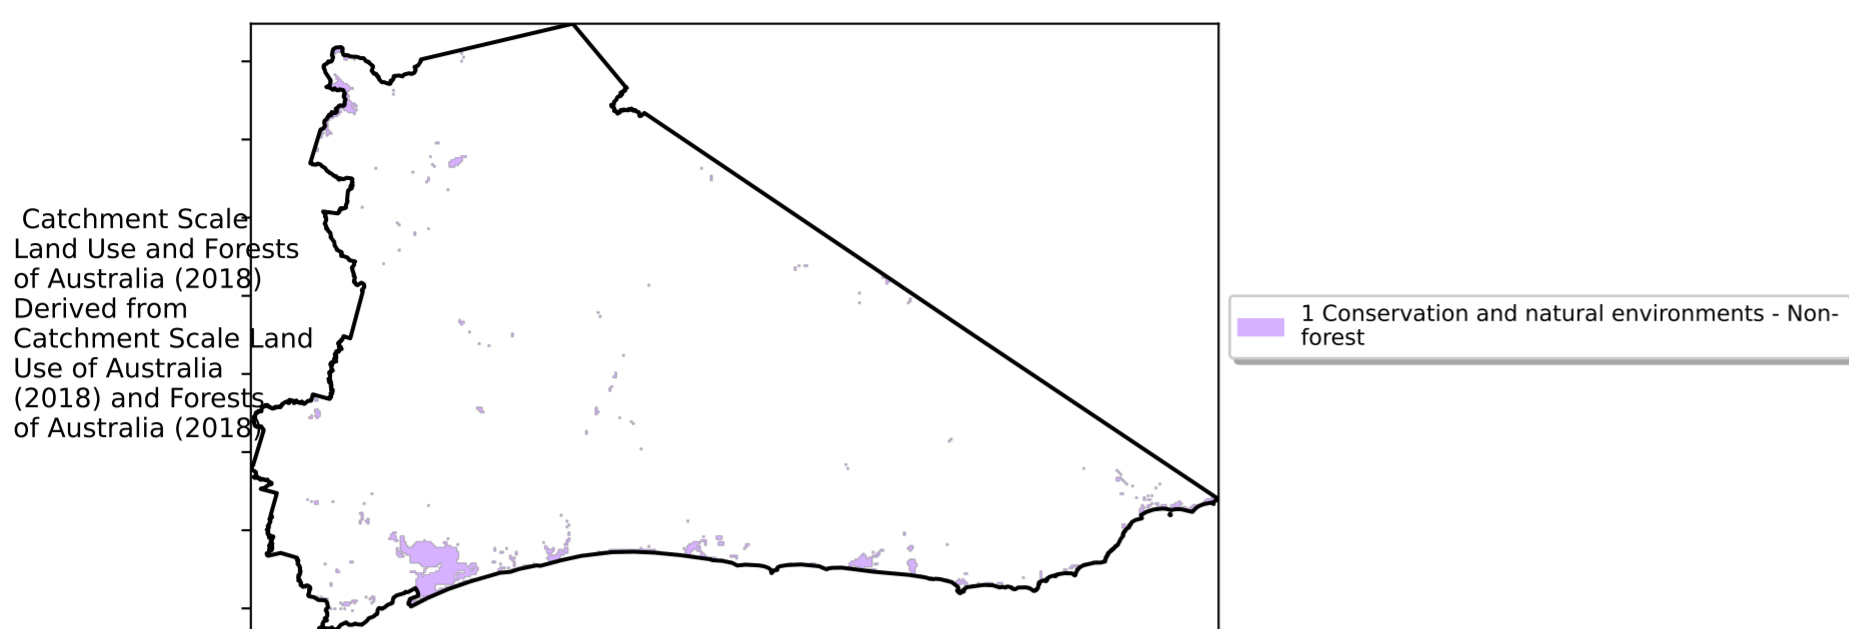 Catchment Scale
Land Use and Forests
of Australia (2018)
Derived from
Catchment Scale Land
Use of Australia
(2018) and Forests
of Australia (2018)
1 Conservation and natural environments - Non-
forest